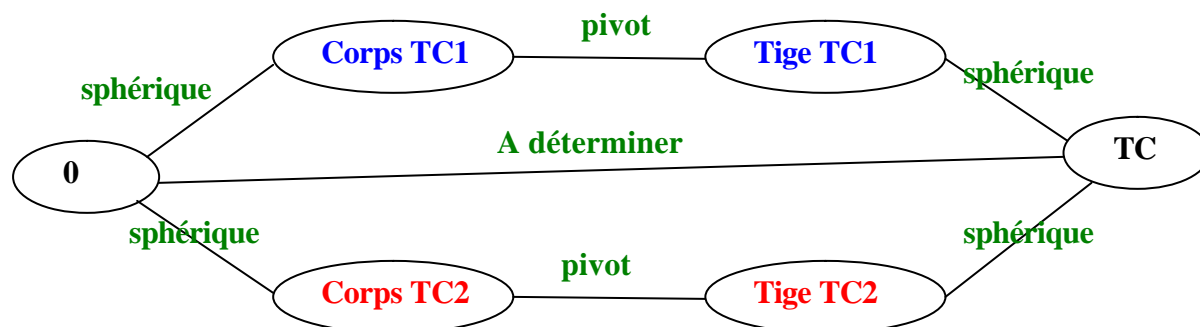 pivot
Corps TC1
Tige TC1
sphérique
sphérique
A déterminer
TC
0
sphérique
sphérique
pivot
Corps TC2
Tige TC2